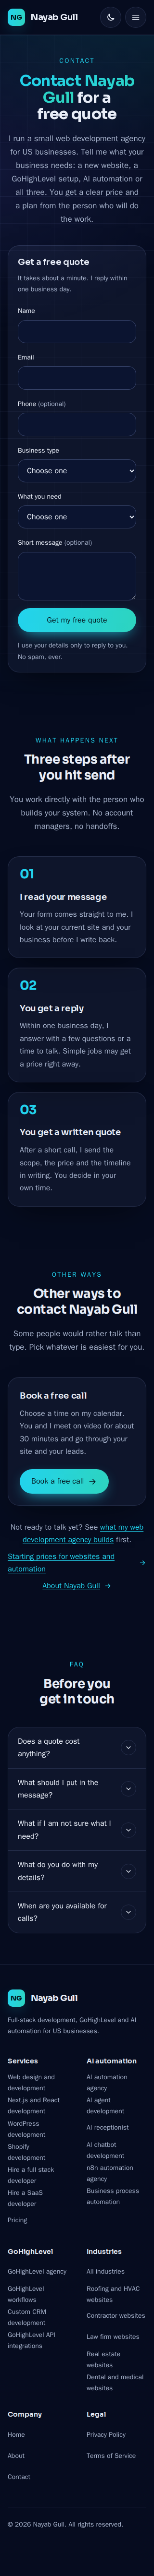 NG Nayab Gull
CONTACT
Contact Nayab
Gull for a
free quote
I run a small web development agency
for US businesses. Tell me what your
business needs: a new website, a
GoHighLevel setup, AI automation or
all three. You get a clear price and
a plan from the person who will do
the work.
Get a free quote
It takes about a minute. I reply within
one business day.
Name
Email
Phone (optional)
Business type
Choose one
What you need
Choose one
Short message (optional)
Get my free quote
I use your details only to reply to you.
No spam, ever.
WHAT HAPPENS NEXT
Three steps after
you hit send
You work directly with the person who
builds your system. No account
managers, no handoffs.
01
I read your message
Your form comes straight to me. I
look at your current site and your
business before I write back.
02
You get a reply
Within one business day, I
answer with a few questions or a
time to talk. Simple jobs may get
a price right away.
03
You get a written quote
After a short call, I send the
scope, the price and the timeline
in writing. You decide in your
own time.
OTHER WAYS
Other ways to
contact Nayab Gull
Some people would rather talk than
type. Pick whatever is easiest for you.
Book a free call
Choose a time on my calendar.
You and I meet on video for about
30 minutes and go through your
site and your leads.
Book a free call
Not ready to talk yet? See what my web
development agency builds first.
Starting prices for websites and
automation
About Nayab Gull
FAQ
Before you
get in touch
Does a quote cost
anything?
What should I put in the
message?
What if I am not sure what I
need?
What do you do with my
details?
When are you available for
calls?
NG Nayab Gull
Full-stack development, GoHighLevel and AI
automation for US businesses.
Services
Web design and
development
Next.js and React
development
WordPress
development
Shopify
development
Hire a full stack
developer
Hire a SaaS
developer
Pricing
AI automation
AI automation
agency
AI agent
development
AI receptionist
AI chatbot
development
n8n automation
agency
Business process
automation
GoHighLevel
GoHighLevel agency
GoHighLevel
workflows
Custom CRM
development
GoHighLevel API
integrations
Industries
All industries
Roofing and HVAC
websites
Contractor websites
Law firm websites
Real estate
websites
Dental and medical
websites
Company
Home
About
Contact
Legal
Privacy Policy
Terms of Service
© 2026 Nayab Gull. All rights reserved.